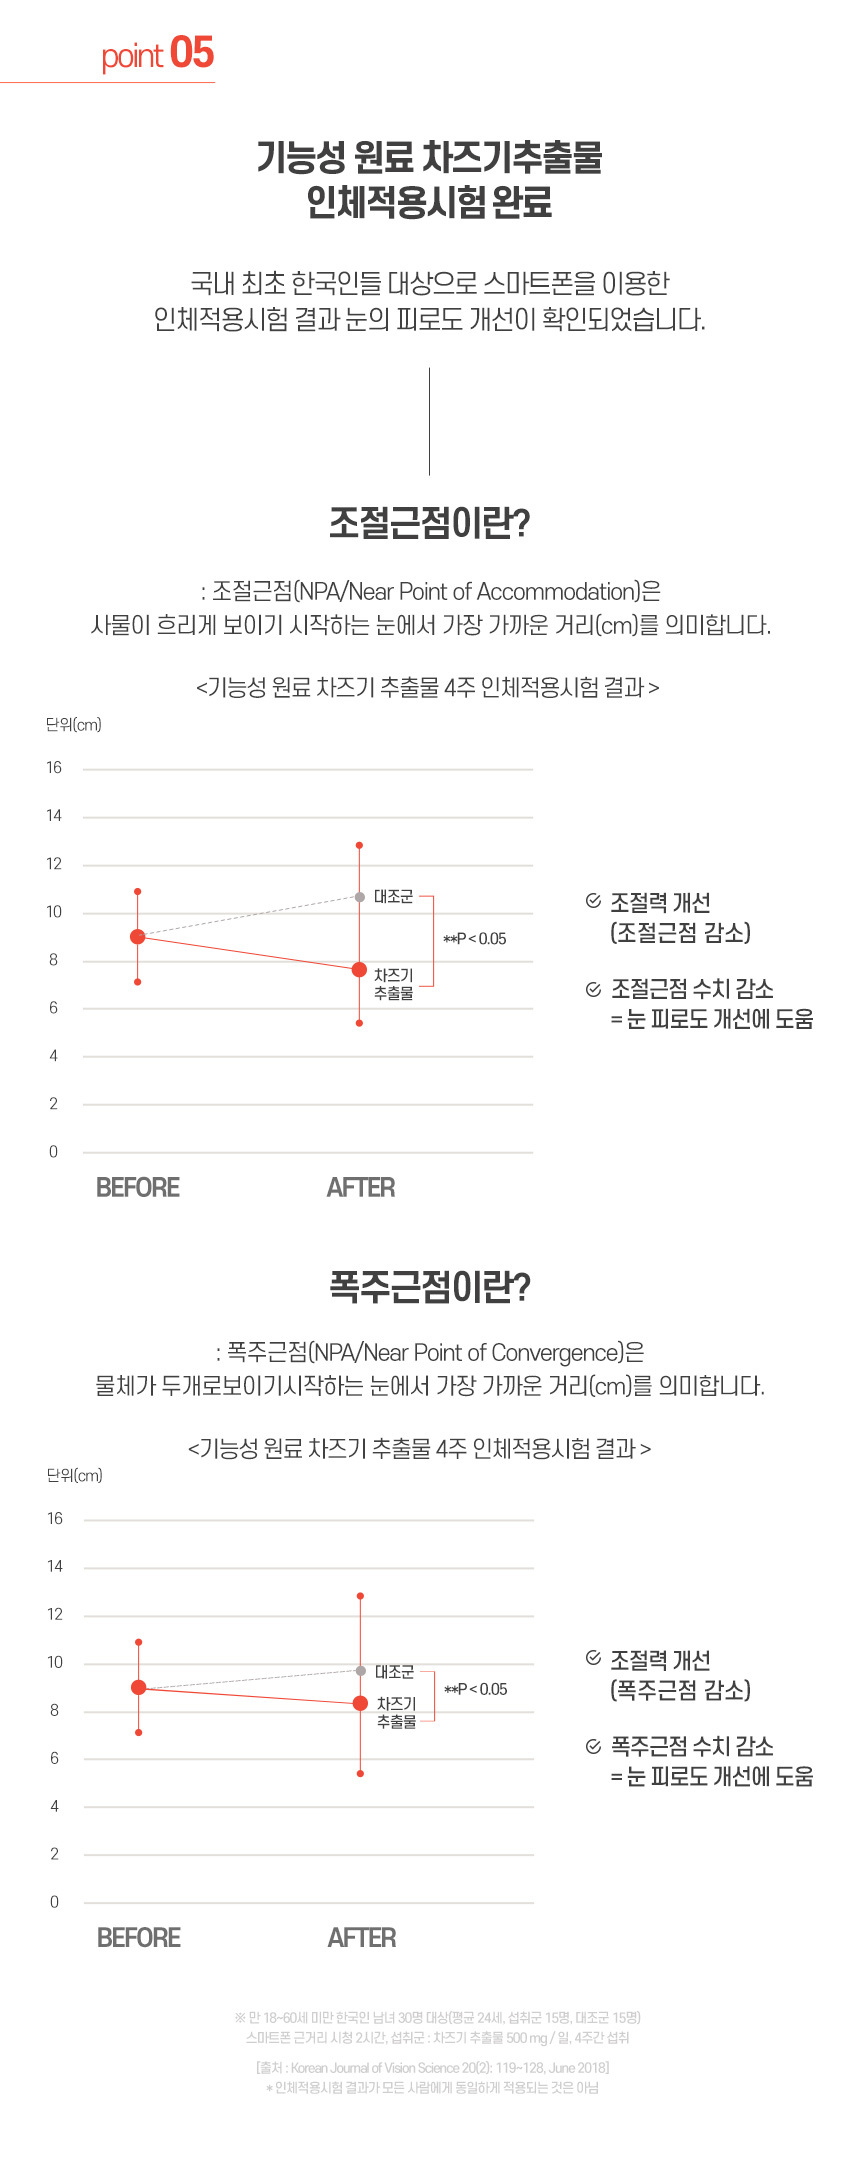 point 05
기능성 원료 차즈기추출물
인체적용시험 완료
국내 최초 한국인들 대상으로 스마트폰을 이용한
인체적용시험 결과 눈의 피로도 개선이 확인되었습니다.
조절근점이란?
: 조절근점(NPA/Near Point of Accommodation)은
사물이 흐리게 보이기 시작하는 눈에서 가장 가까운 거리(cm)를 의미합니다.
<기능성 원료 차즈기 추출물 4주 인체적용시험 결과>
단위(cm)
16
14
12
10
8
6
4
2
0
대조군
**P < 0.05
차즈기
추출물
BEFORE
AFTER
조절력 개선
(조절근점 감소)
조절근점 수치 감소
= 눈 피로도 개선에 도움
폭주근점이란?
: 폭주근점(NPA/Near Point of Convergence)은
물체가 두개로보이기시작하는 눈에서 가장 가까운 거리(cm)를 의미합니다.
<기능성 원료 차즈기 추출물 4주 인체적용시험 결과>
단위(cm)
16
14
12
10
8
6
4
2
0
대조군
**P < 0.05
차즈기
추출물
BEFORE
AFTER
조절력 개선
(폭주근점 감소)
폭주근점 수치 감소
= 눈 피로도 개선에 도움
※ 만 18~60세 미만 한국인 남녀 30명 대상(평균 24세, 섭취군 15명, 대조군 15명)
스마트폰 근거리 시청 2시간, 섭취군 : 차즈기 추출물 500 mg / 일, 4주간 섭취
[출처 : Korean Journal of Vision Science 20(2): 119~128, June 2018]
* 인체적용시험 결과가 모든 사람에게 동일하게 적용되는 것은 아님